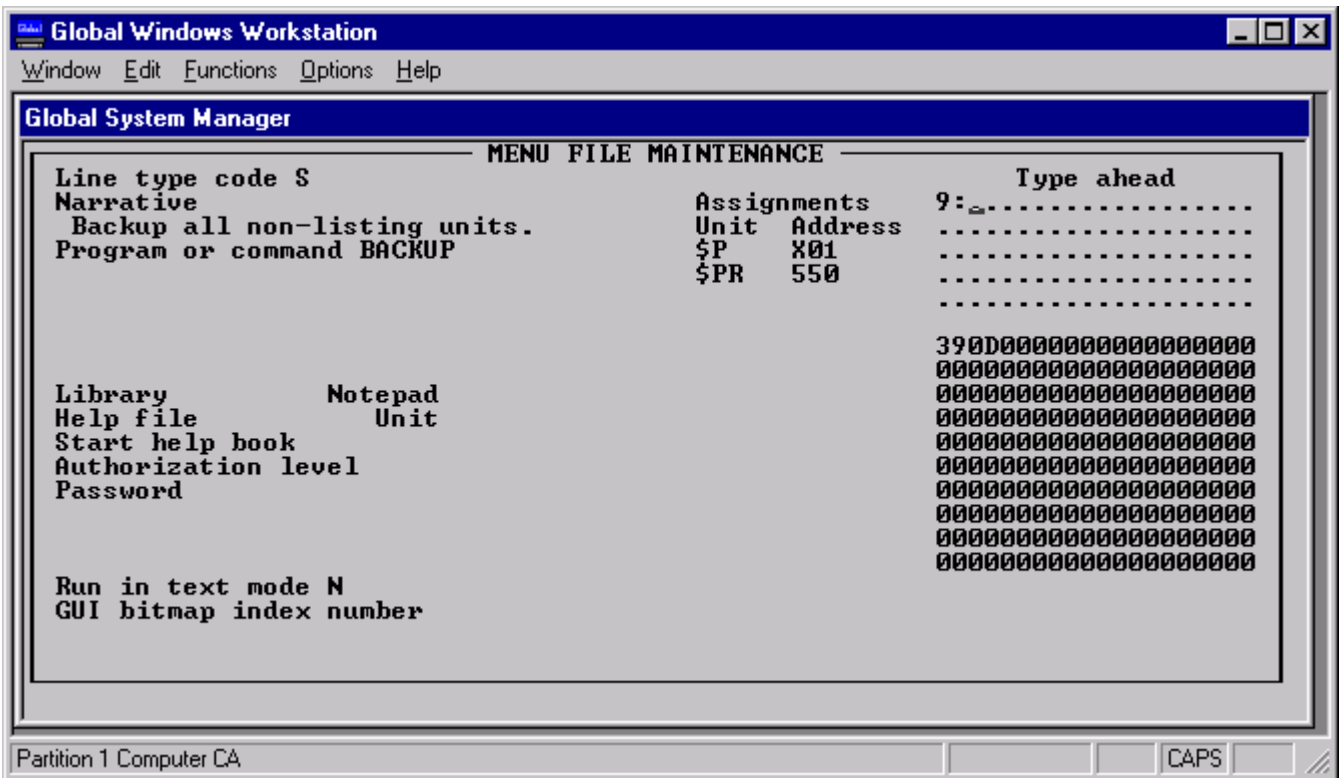 Global Windows Workstation
Window Edit Functions Options Help
Global System Manager
MENU FILE MAINTENANCE
Line type code S
Narrative
Backup all non-listing units.
Program or command BACKUP
Assignments
Unit Address
$P X01
$PR 550
Type ahead
9:..................
....................
....................
....................
....................
390D0000000000000000
00000000000000000000
00000000000000000000
00000000000000000000
00000000000000000000
00000000000000000000
00000000000000000000
00000000000000000000
00000000000000000000
00000000000000000000
Library Notepad
Help file Unit
Start help book
Authorization level
Password
Run in text mode N
GUI bitmap index number
Partition 1 Computer CA
CAPS